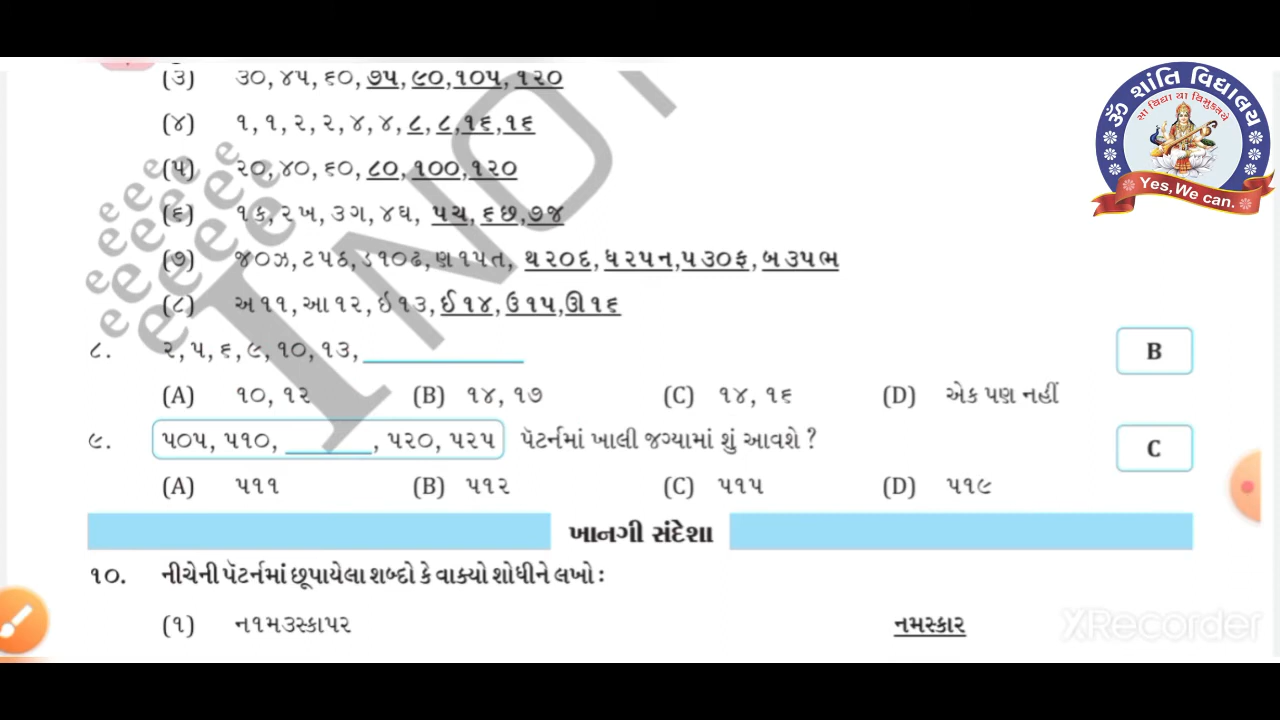 (૩) ૩૦, ૪૫, ૬૦, ૭૫, ૯૦, ૧૦૫, ૧૨૦
(૪) ૧, ૧, ૨, ૨, ૪, ૪, ૮, ૮, ૧૬, ૧૬
(૫) ૨૦, ૪૦, ૬૦, ૮૦, ૧૦૦, ૧૨૦
(૬) ૧ક, ૨ખ, ૩ગ, ૪ઘ, ૫ચ, ૬છ, ૭જ
(૭) જ૦ઝ, ટ૫ઠ, ડ૧૦ઢ, ણ૧૫ત, થ૨૦દ, ધ૨૫ન, પ૩૦ફ, બ૩૫ભ
(૮) અ૧૧, આ૧૨, ઇ૧૩, ઈ૧૪, ઉ૧૫, ઊ૧૬
૮. ૨, ૫, ૬, ૯, ૧૦, ૧૩, ____________ B
(A) ૧૦, ૧૨ (B) ૧૪, ૧૭ (C) ૧૪, ૧૬ (D) એક પણ નહીં
૯. ૫૦૫, ૫૧૦, ________, ૫૨૦, ૫૨૫ પૅટર્નમાં ખાલી જગ્યામાં શું આવશે ? C
(A) ૫૧૧ (B) ૫૧૨ (C) ૫૧૫ (D) ૫૧૯
ખાનગી સંદેશા
૧૦. નીચેની પૅટર્નમાં છૂપાયેલા શબ્દો કે વાક્યો શોધીને લખો :
(૧) ન૧મ૩સ્કા૫ર નમસ્કાર
ૐ શાંતિ વિદ્યાલય
સા વિદ્યા યા વિમુક્તયે
Yes, We can.
INO
XRecorder